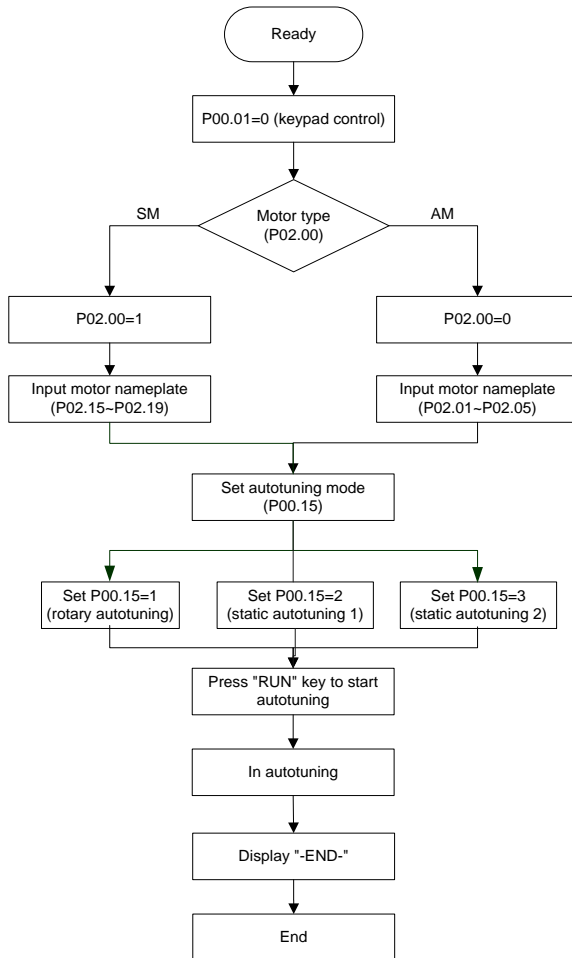 Ready
P00.01=0 (keypad control)
SM
Motor type
(P02.00)
AM
P02.00=1
P02.00=0
Input motor nameplate
(P02.15~P02.19)
Input motor nameplate
(P02.01~P02.05)
Set autotuning mode
(P00.15)
Set P00.15=1
(rotary autotuning)
Set P00.15=2
(static autotuning 1)
Set P00.15=3
(static autotuning 2)
Press "RUN" key to start
autotuning
In autotuning
Display "-END-"
End